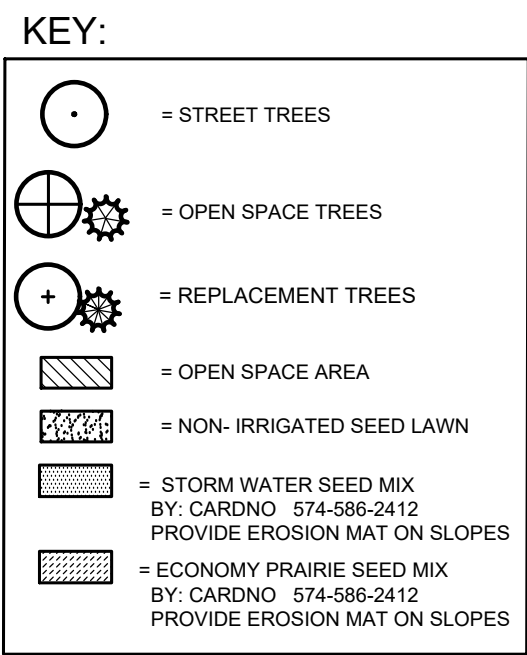 KEY:
= STREET TREES
= OPEN SPACE TREES
= REPLACEMENT TREES
= OPEN SPACE AREA
= NON- IRRIGATED SEED LAWN
= STORM WATER SEED MIX
BY: CARDNO 574-586-2412
PROVIDE EROSION MAT ON SLOPES
= ECONOMY PRAIRIE SEED MIX
BY: CARDNO 574-586-2412
PROVIDE EROSION MAT ON SLOPES